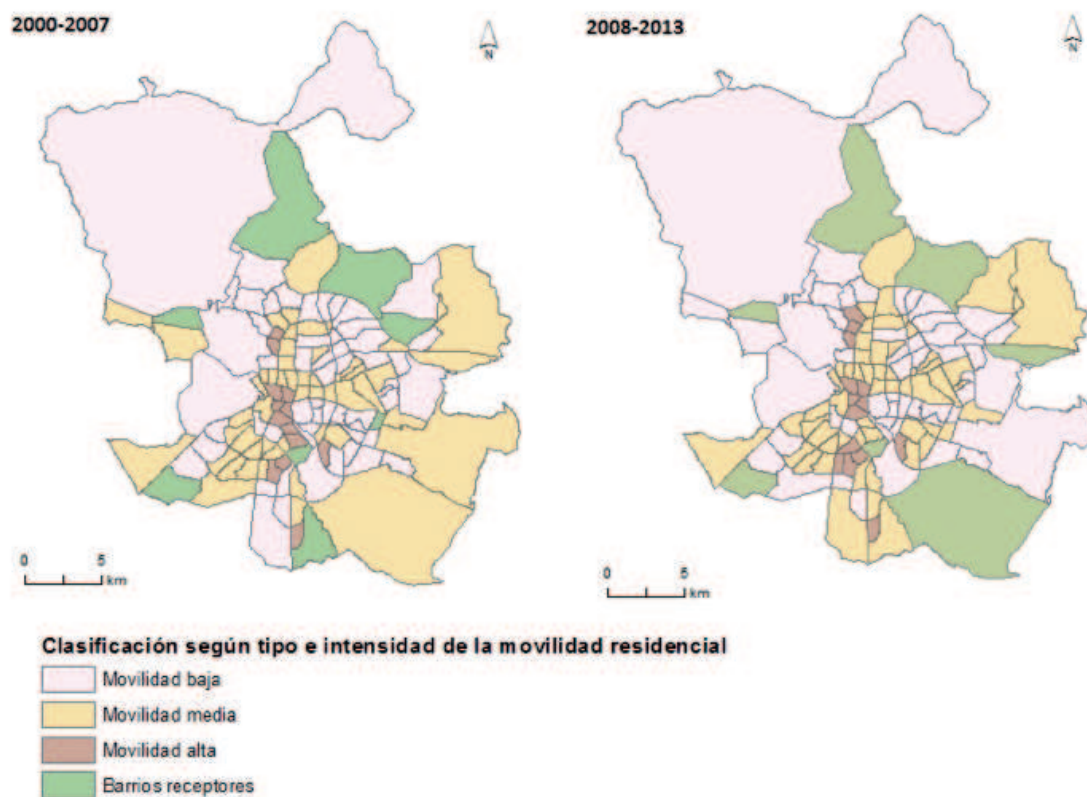 2000-2007
N
2008-2013
N
0 5
km
0 5
km
Clasificación según tipo e intensidad de la movilidad residencial
Movilidad baja
Movilidad media
Movilidad alta
Barrios receptores